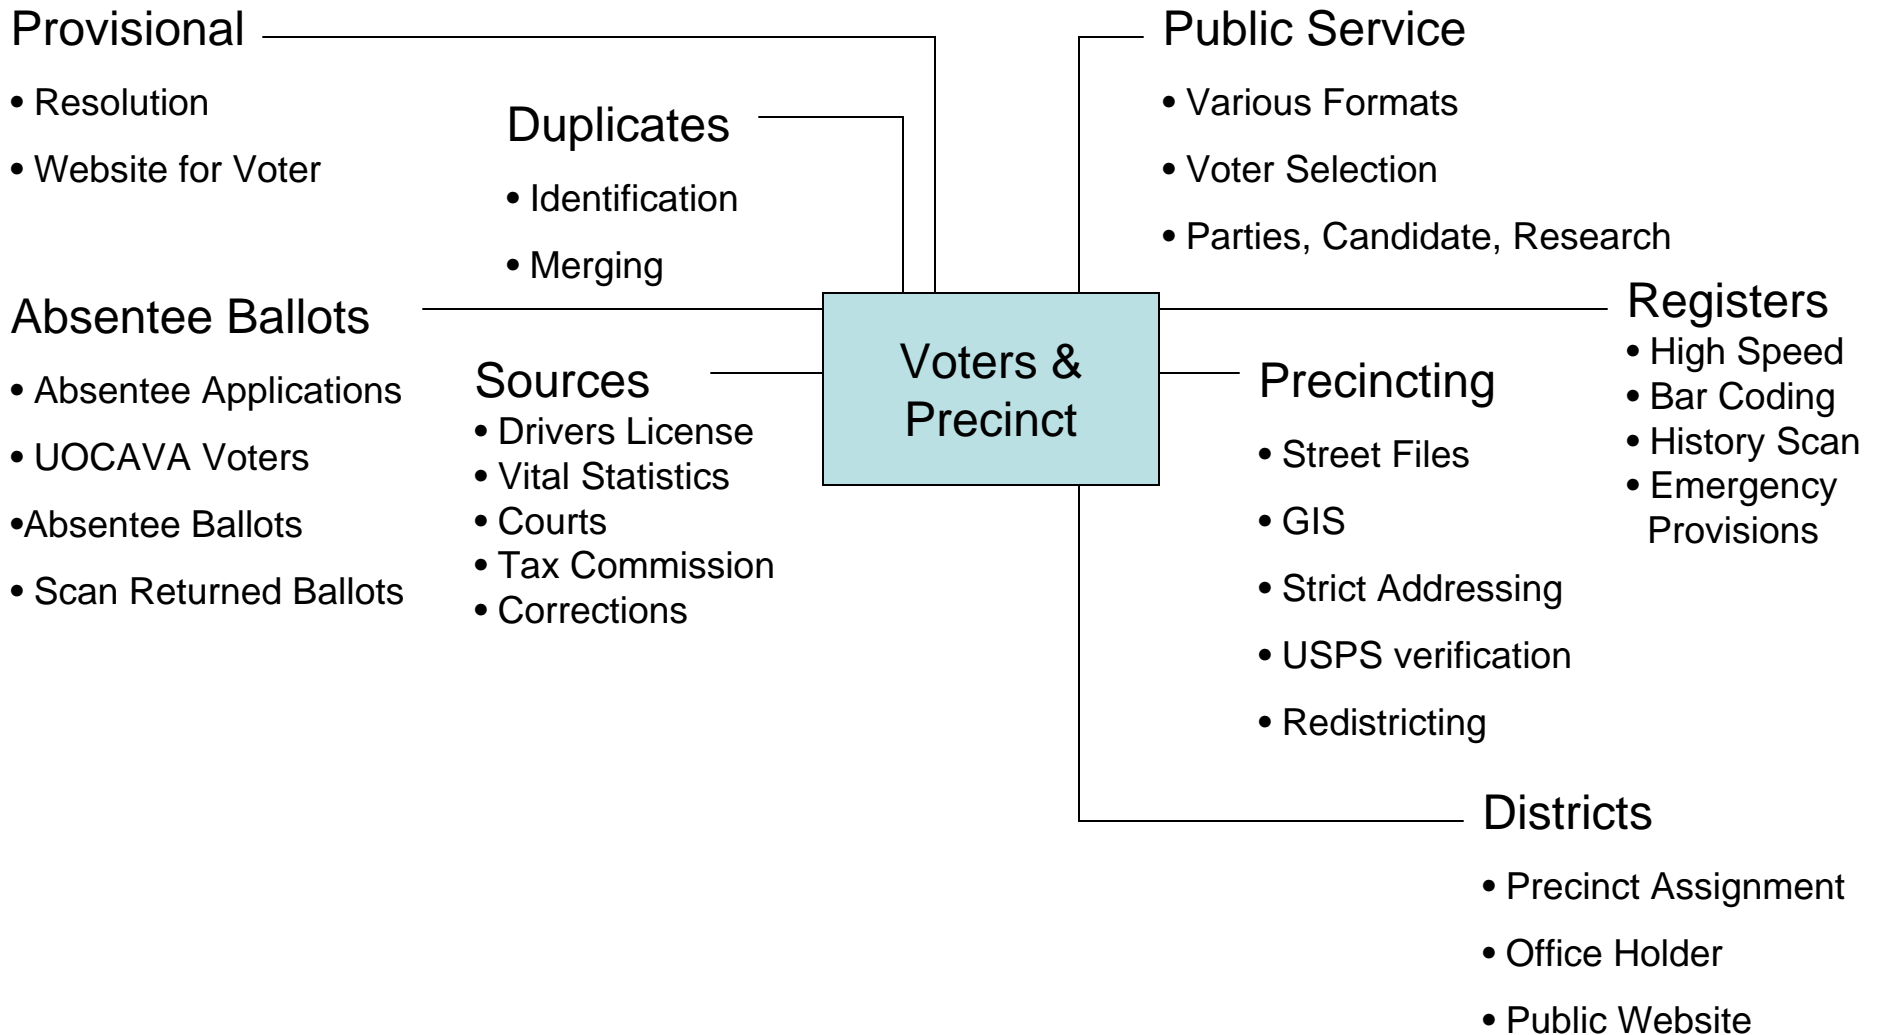 Provisional
• Resolution
• Website for Voter
Duplicates
• Identification
• Merging
Absentee Ballots
• Absentee Applications
• UOCAVA Voters
•Absentee Ballots
• Scan Returned Ballots
Sources
• Drivers License
• Vital Statistics
• Courts
• Tax Commission
• Corrections
Voters &
Precinct
Public Service
• Various Formats
• Voter Selection
• Parties, Candidate, Research
Registers
• High Speed
• Bar Coding
• History Scan
• Emergency
Provisions
Precincting
• Street Files
• GIS
• Strict Addressing
• USPS verification
• Redistricting
Districts
• Precinct Assignment
• Office Holder
• Public Website